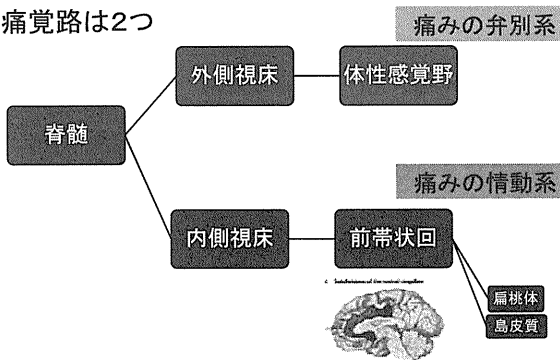 痛覚路は2つ
痛みの弁別系
外側視床
体性感覚野
脊髄
痛みの情動系
内側視床
前帯状回
扁桃体
島皮質